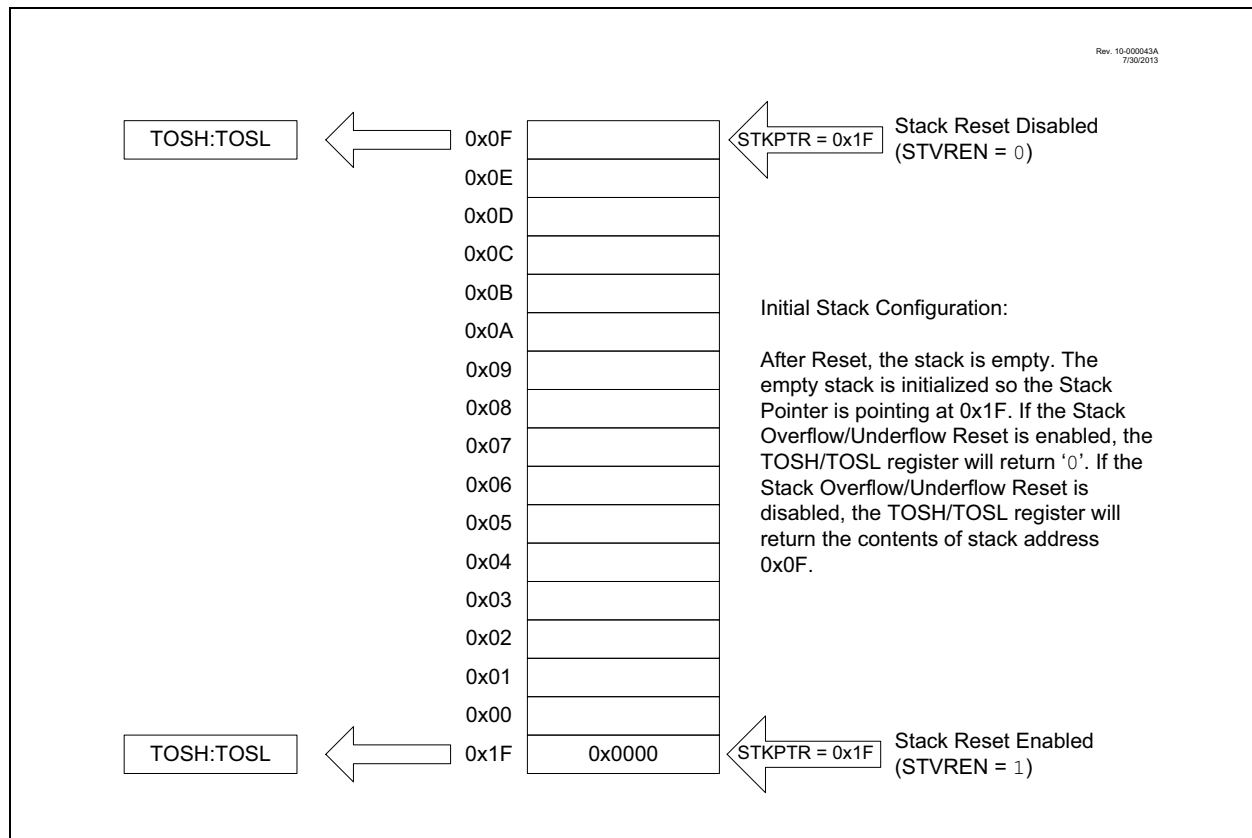 Rev. 10-000043A
7/30/2013
TOSH:TOSL
0x0F
STKPTR = 0x1F
Stack Reset Disabled
(STVREN = 0)
0x0E
0x0D
0x0C
0x0B
0x0A
0x09
0x08
0x07
0x06
0x05
0x04
0x03
0x02
0x01
0x00
Initial Stack Configuration:
After Reset, the stack is empty. The
empty stack is initialized so the Stack
Pointer is pointing at 0x1F. If the Stack
Overflow/Underflow Reset is enabled, the
TOSH/TOSL register will return ‘0’. If the
Stack Overflow/Underflow Reset is
disabled, the TOSH/TOSL register will
return the contents of stack address
0x0F.
TOSH:TOSL
0x1F
0x0000
STKPTR = 0x1F
Stack Reset Enabled
(STVREN = 1)